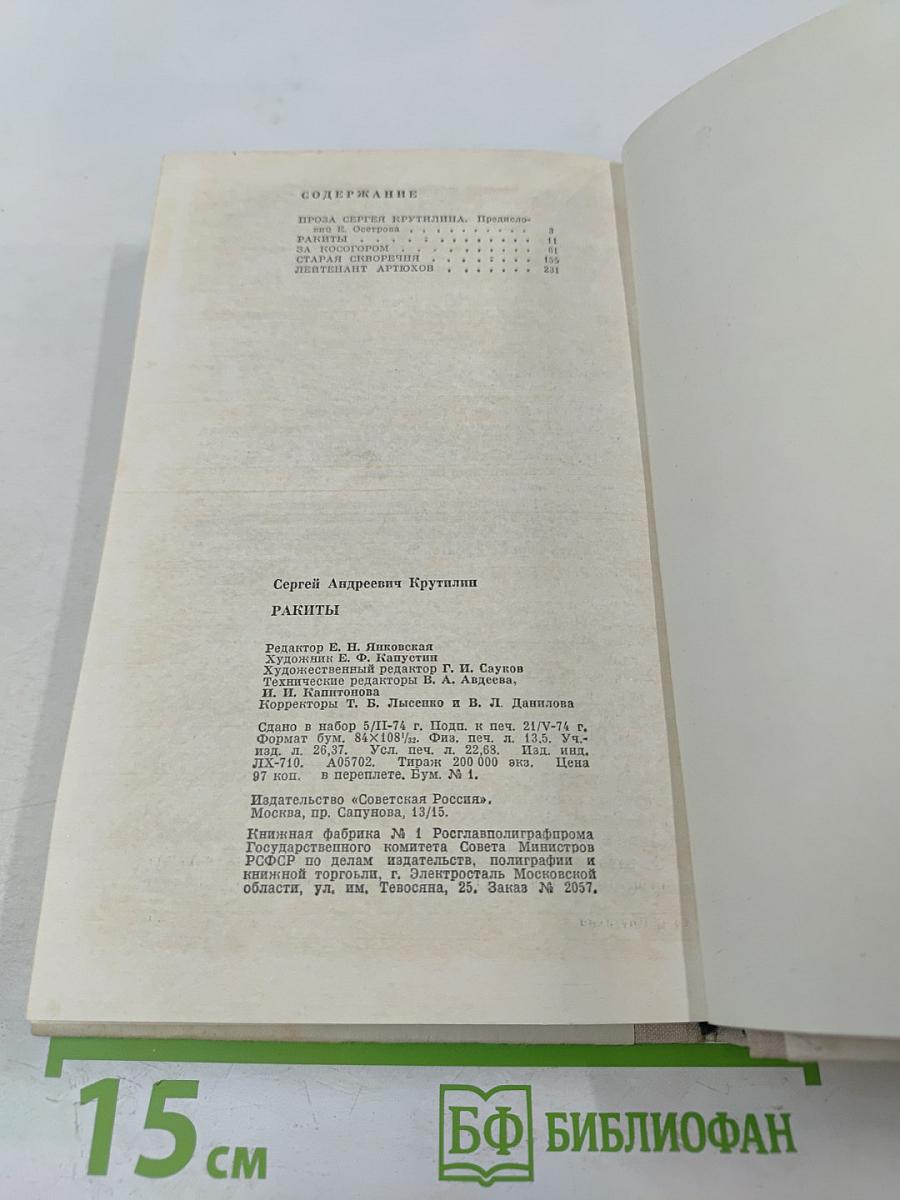 СОДЕРЖАНИЕ
ПРОЗА СЕРГЕЯ КРУТИЛИНА. Предисло-
вие Е. Осетрова . . . . . . . . . . 3
РАКИТЫ . . . . : . . . . . . . . 11
ЗА КОСОГОРОМ . . . . . . . . . . 61
СТАРАЯ СКВОРЕЧНЯ . . . . : . . . 155
ЛЕЙТЕНАНТ АРТЮХОВ . . . . . . . 231
Сергей Андреевич Крутилин
РАКИТЫ
Редактор Е. Н. Янковская
Художник Е. Ф. Капустин
Художественный редактор Г. И. Сауков
Технические редакторы В. А. Авдеева,
И. И. Капитонова
Корректоры Т. Б. Лысенко и В. Л. Данилова
Сдано в набор 5/II-74 г. Подп. к печ. 21/V-74 г.
Формат бум. 84×108¹/₃₂. Физ. печ. л. 13,5. Уч.-
изд. л. 26,37. Усл. печ. л. 22,68. Изд. инд.
ЛХ-710. А05702. Тираж 200 000 экз. Цена
97 коп. в переплете. Бум. № 1.
Издательство «Советская Россия».
Москва, пр. Сапунова, 13/15.
Книжная фабрика № 1 Росглавполиграфпрома
Государственного комитета Совета Министров
РСФСР по делам издательств, полиграфии и
книжной торговли, г. Электросталь Московской
области, ул. им. Тевосяна, 25. Заказ № 2057.
15 см
БФ БИБЛИОФАН